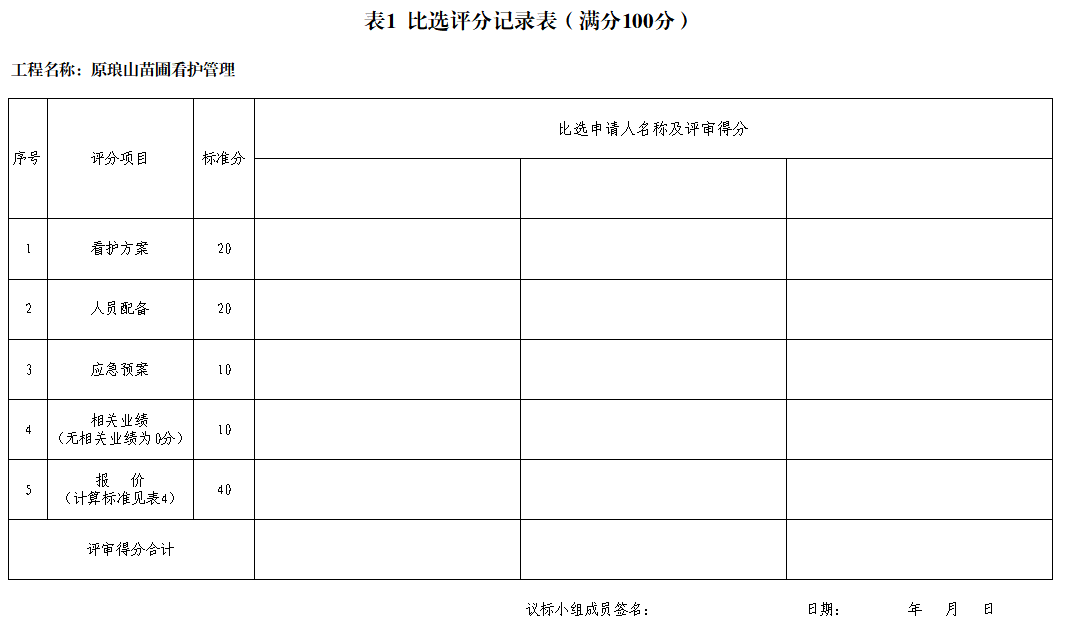 表1 比选评分记录表（满分100分）
工程名称：原琅山苗圃看护管理
序号 评分项目 标准分 比选申请人名称及评审得分
1 看护方案 20
2 人员配备 20
3 应急预案 10
4 相关业绩 10
（无相关业绩为0分）
5 报 价 40
（计算标准见表4）
评审得分合计
议标小组成员签名： 日期： 年 月 日